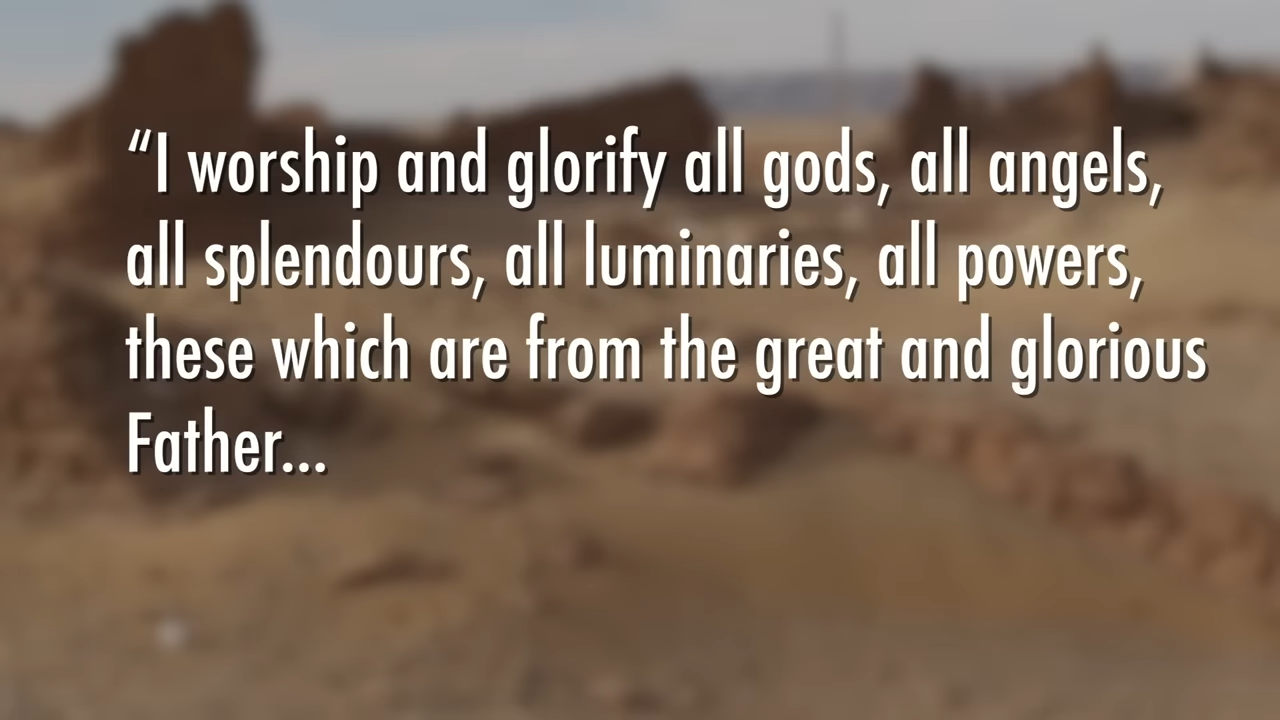 “I worship and glorify all gods, all angels,
all splendours, all luminaries, all powers,
these which are from the great and glorious
Father...